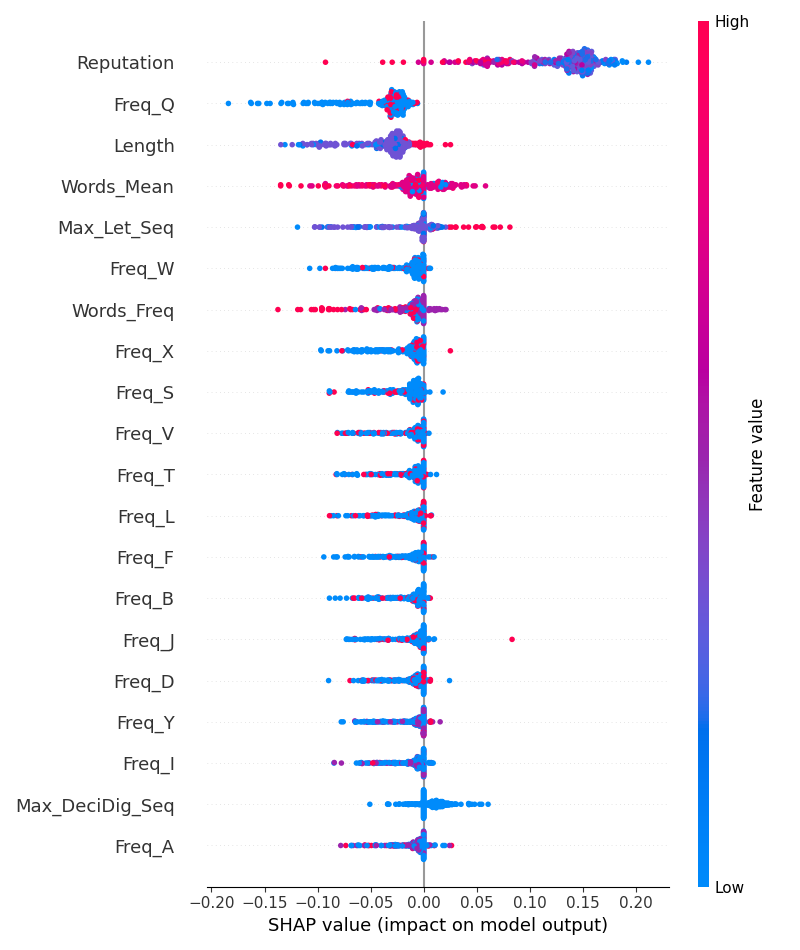 High
Reputation
Freq_Q
Length
Words_Mean
Max_Let_Seq
Freq_W
Words_Freq
Freq_X
Freq_S
Freq_V
Freq_T
Freq_L
Freq_F
Freq_B
Freq_J
Freq_D
Freq_Y
Freq_I
Max_DeciDig_Seq
Freq_A
Feature value
Low
−0.20 −0.15 −0.10 −0.05 0.00 0.05 0.10 0.15 0.20
SHAP value (impact on model output)